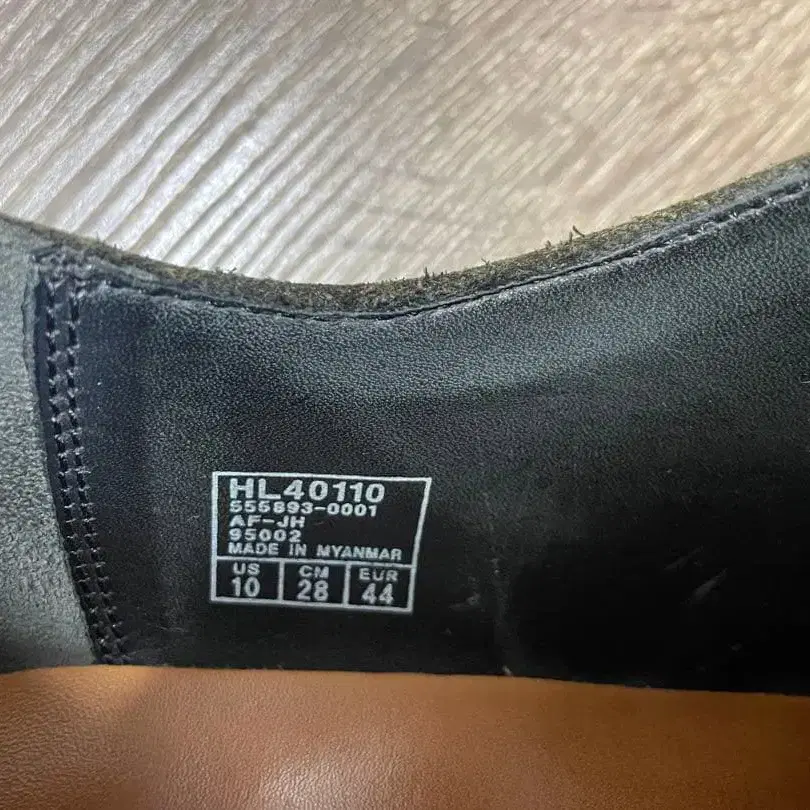 HL40110
555893-0001
AF-JH
95002
MADE IN MYANMAR
US CM EUR
10 28 44